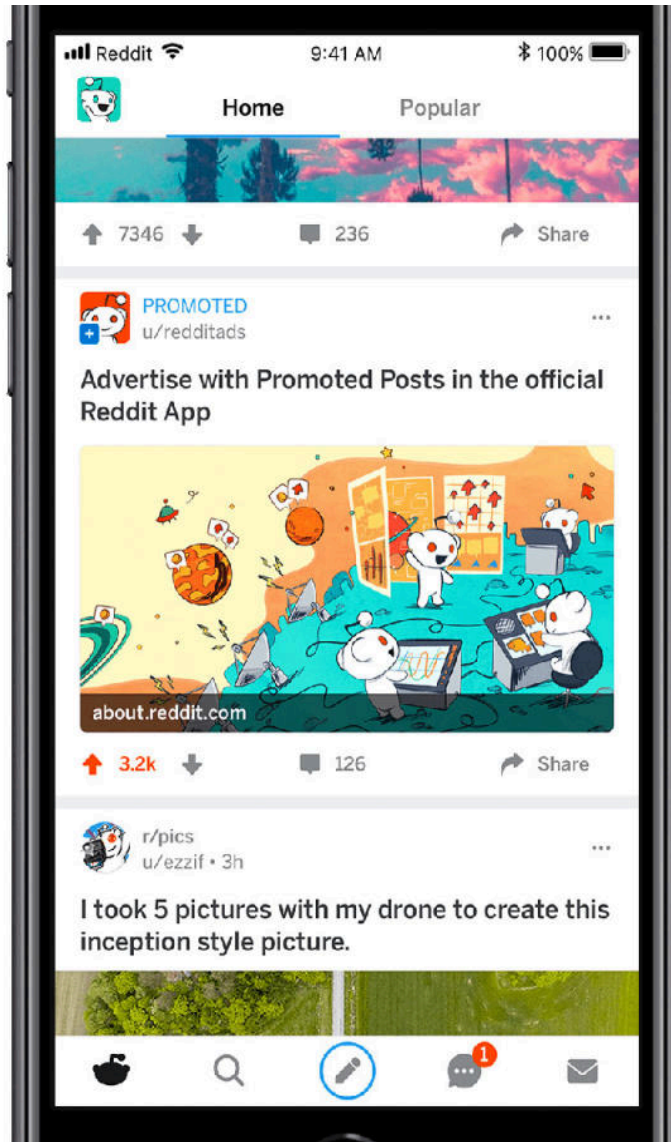 Reddit 9:41 AM 100%
Home Popular
7346 236 Share
PROMOTED
u/redditads
Advertise with Promoted Posts in the official
Reddit App
about.reddit.com
3.2k 126 Share
r/pics
u/ezzif • 3h
I took 5 pictures with my drone to create this
inception style picture.
1